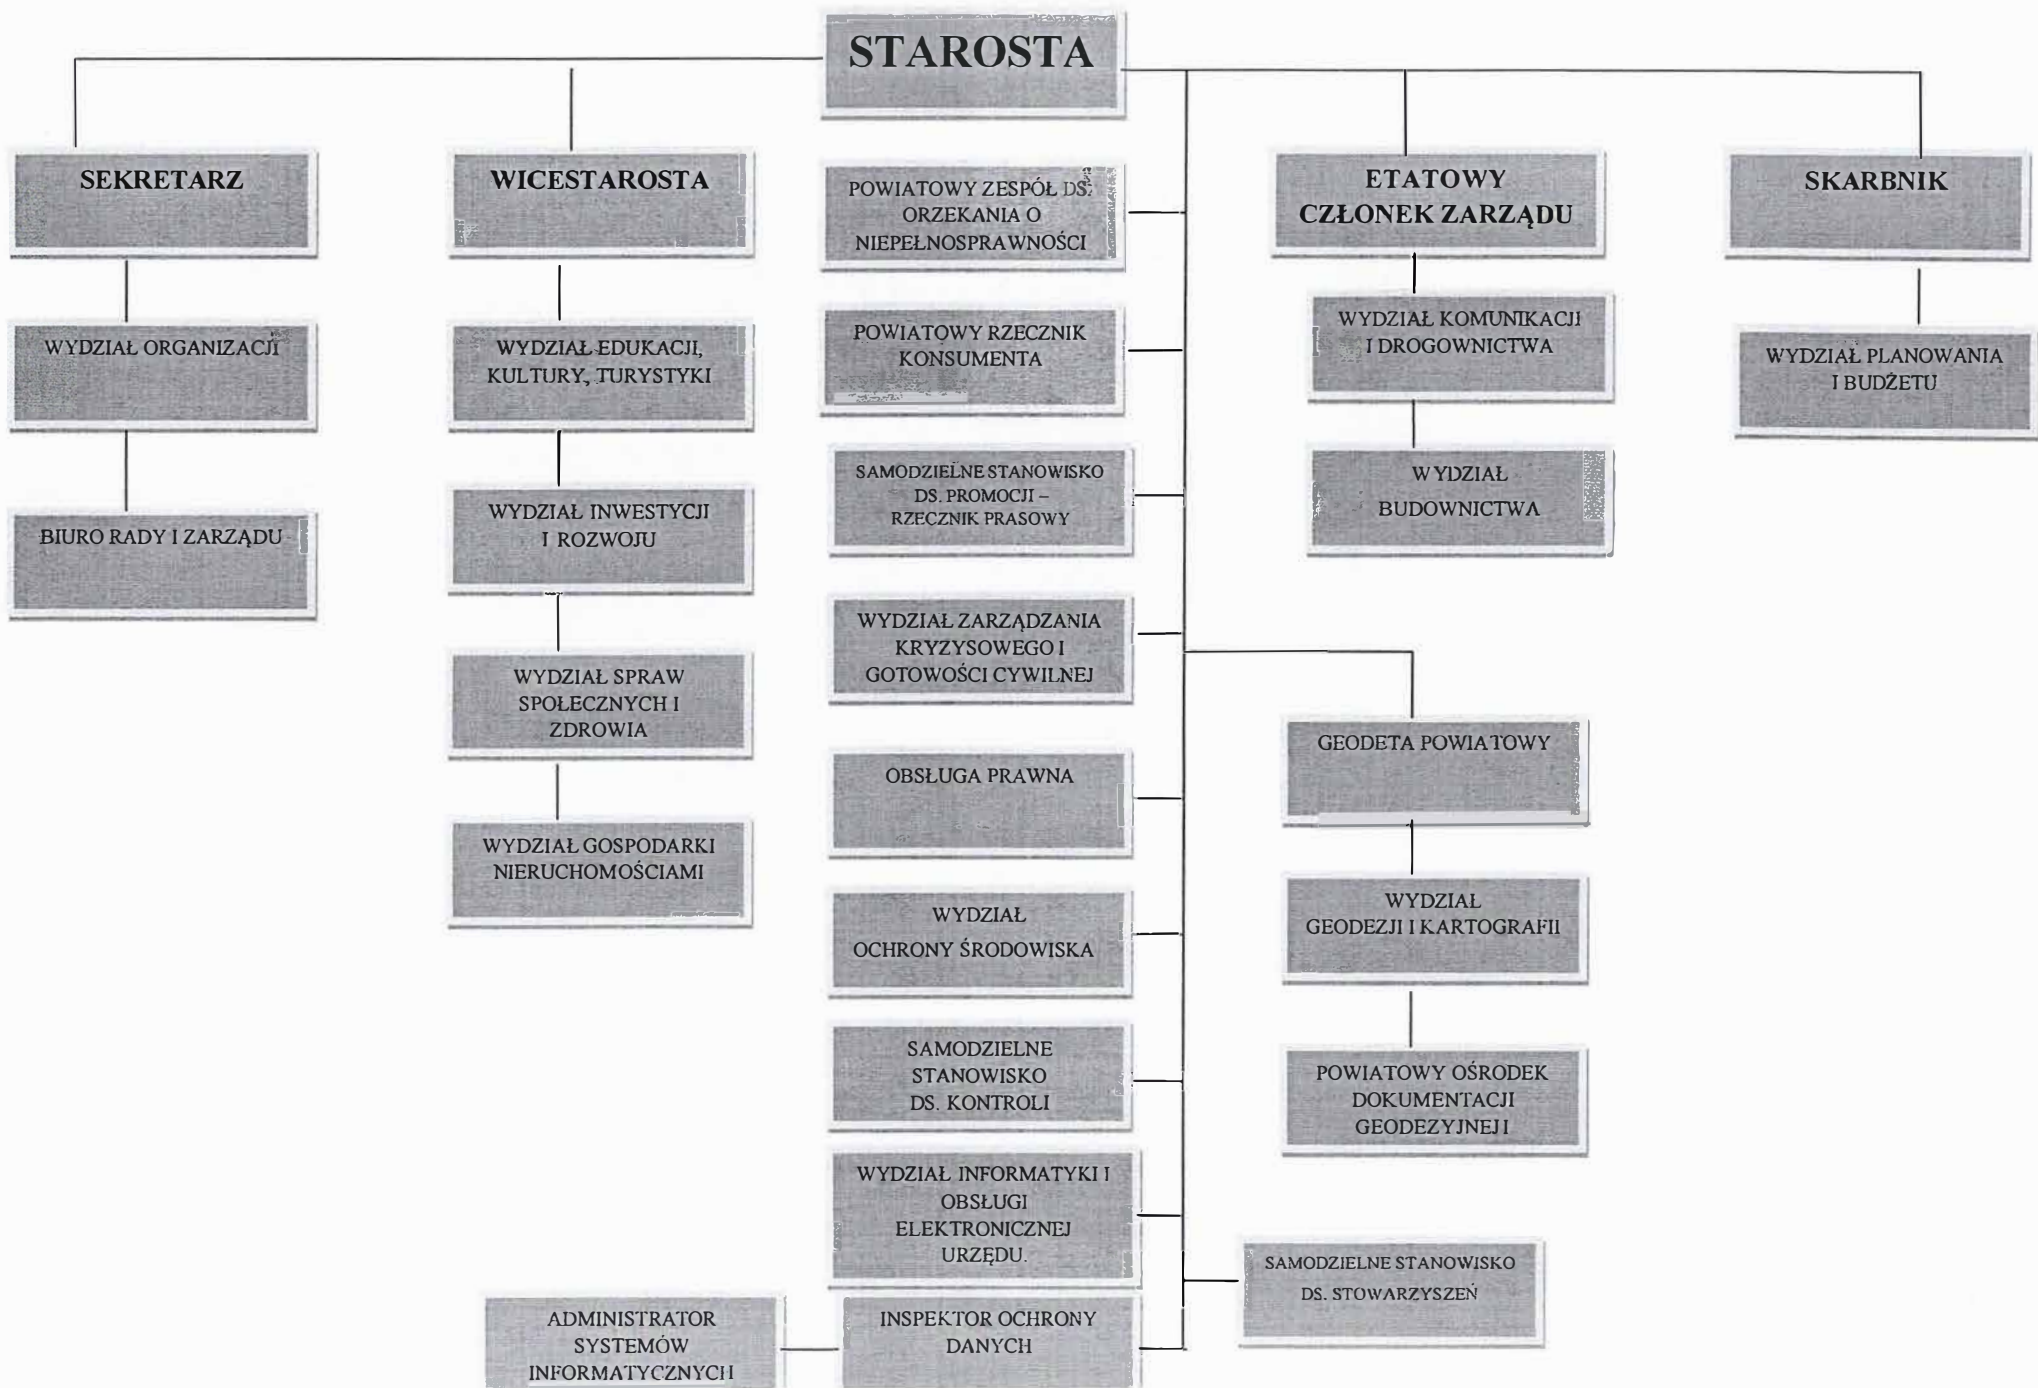 STAROSTA
SEKRETARZ
WYDZIAŁ ORGANIZACJI
BIURO RADY I ZARZĄDU
WICESTAROSTA
WYDZIAŁ EDUKACJI,
KULTURY, TURYSTYKI
WYDZIAŁ INWESTYCJI
I ROZWOJU
WYDZIAŁ SPRAW
SPOŁECZNYCH I
ZDROWIA
WYDZIAŁ GOSPODARKI
NIERUCHOMOŚCIAMI
POWIATOWY ZESPÓŁ DS.
ORZEKANIA O
NIEPEŁNOSPRAWNOŚCI
POWIATOWY RZECZNIK
KONSUMENTA
SAMODZIELNE STANOWISKO
DS. PROMOCJI –
RZECZNIK PRASOWY
WYDZIAŁ ZARZĄDZANIA
KRYZYSOWEGO I
GOTOWOŚCI CYWILNEJ
OBSŁUGA PRAWNA
WYDZIAŁ
OCHRONY ŚRODOWISKA
SAMODZIELNE
STANOWISKO
DS. KONTROLI
WYDZIAŁ INFORMATYKI I
OBSŁUGI
ELEKTRONICZNEJ
URZĘDU.
INSPEKTOR OCHRONY
DANYCH
ADMINISTRATOR
SYSTEMÓW
INFORMATYCZNYCH
ETATOWY
CZŁONEK ZARZĄDU
WYDZIAŁ KOMUNIKACJI
I DROGOWNICTWA
WYDZIAŁ
BUDOWNICTWA
GEODETA POWIATOWY
WYDZIAŁ
GEODEZJI I KARTOGRAFII
POWIATOWY OŚRODEK
DOKUMENTACJI
GEODEZYJNEJ I
SAMODZIELNE STANOWISKO
DS. STOWARZYSZEŃ
SKARBNIK
WYDZIAŁ PLANOWANIA
I BUDŻETU